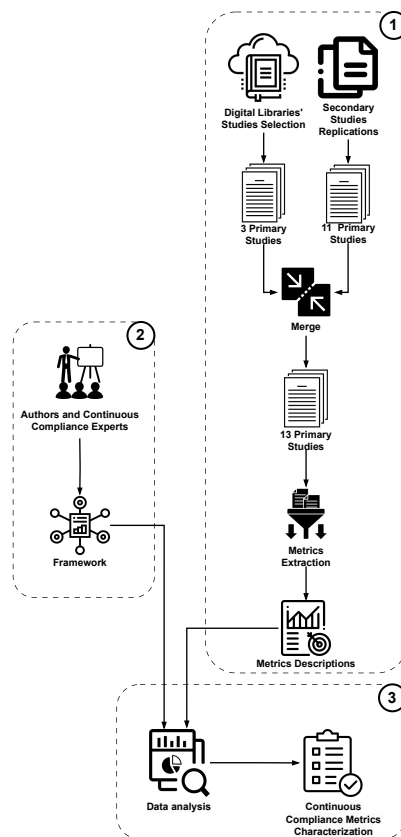 1
Digital Libraries'
Studies Selection
Secondary
Studies
Replications
3 Primary
Studies
11 Primary
Studies
Merge
13 Primary
Studies
Metrics
Extraction
Metrics Descriptions
2
Authors and Continuous
Compliance Experts
Framework
3
Data analysis
Continuous
Compliance Metrics
Characterization